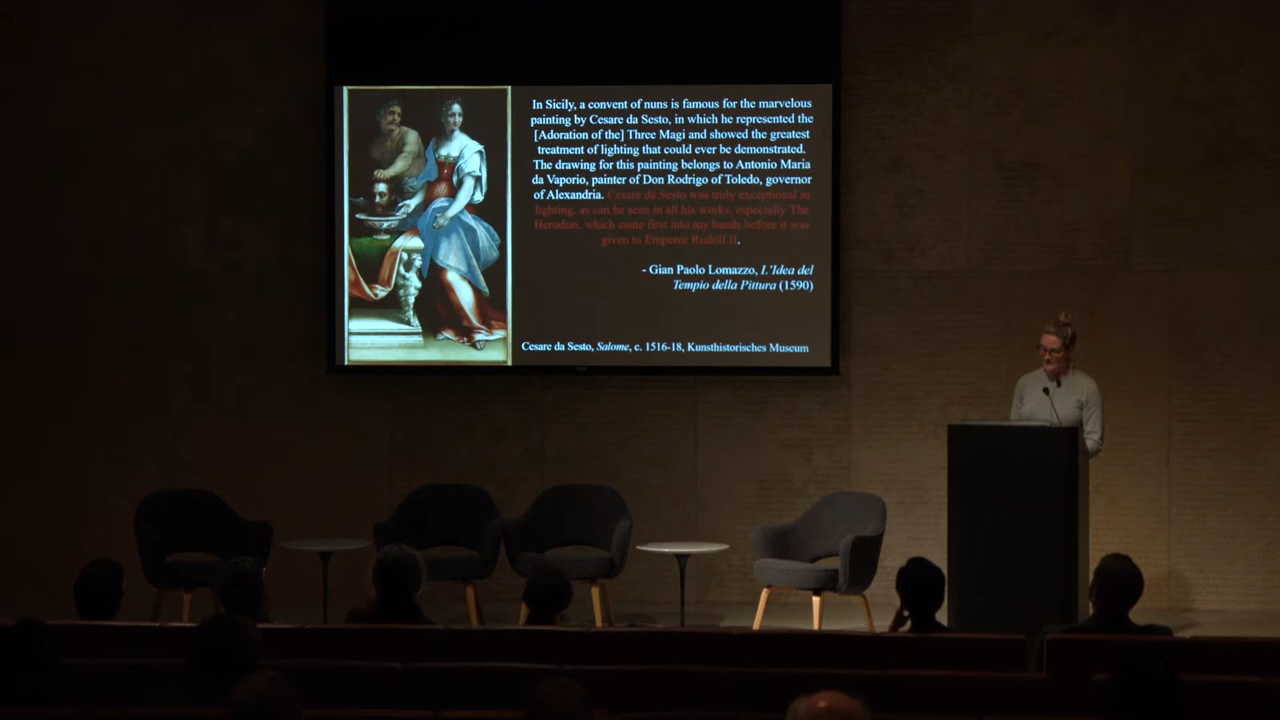 In Sicily, a convent of nuns is famous for the marvelous
painting by Cesare da Sesto, in which he represented the
[Adoration of the] Three Magi and showed the greatest
treatment of lighting that could ever be demonstrated.
The drawing for this painting belongs to Antonio Maria
da Vaporio, painter of Don Rodrigo of Toledo, governor
of Alexandria. Cesare da Sesto was truly exceptional in
lighting, as can be seen in all his works, especially The
Herodias, which came first into my hands before it was
given to Emperor Rudolf II.
- Gian Paolo Lomazzo, L'Idea del
Tempio della Pittura (1590)
Cesare da Sesto, Salome, c. 1516-18, Kunsthistorisches Museum